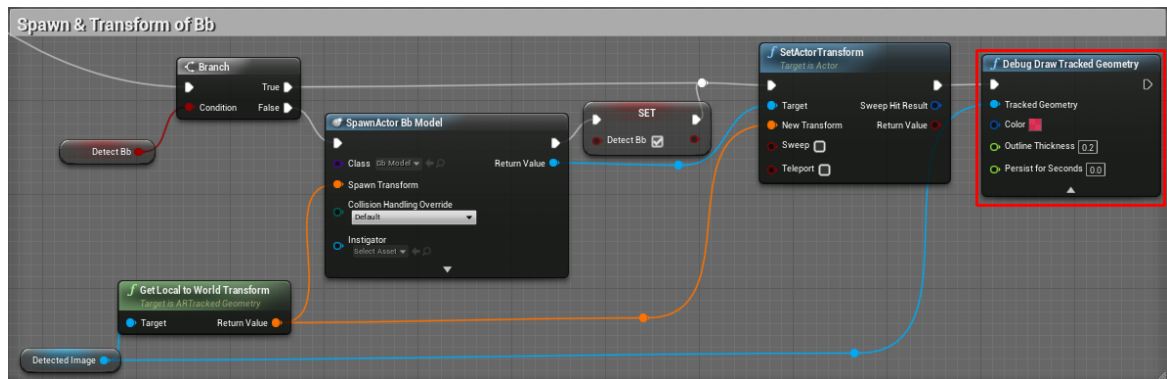 Spawn & Transform of Bb
Branch
True
Condition
False
Detect Bb
SpawnActor Bb Model
Class
Bb Model
Return Value
Spawn Transform
Collision Handling Override
Default
Instigator
Select Asset
SET
Detect Bb
f SetActorTransform
Target is Actor
Target
Sweep Hit Result
New Transform
Return Value
Sweep
Teleport
f Debug Draw Tracked Geometry
Tracked Geometry
Color
Outline Thickness 0.2
Persist for Seconds 0.0
f Get Local to World Transform
Target is ARTracked Geometry
Target
Return Value
Detected Image